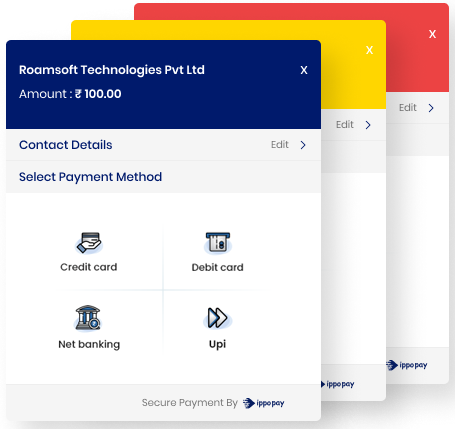 X
Edit >
X
Edit >
Roamsoft Technologies Pvt Ltd X
Amount : ₹ 100.00
Contact Details Edit >
Select Payment Method
Credit card Debit card
Net banking Upi
Secure Payment By ippopay
ippopay
ippopay